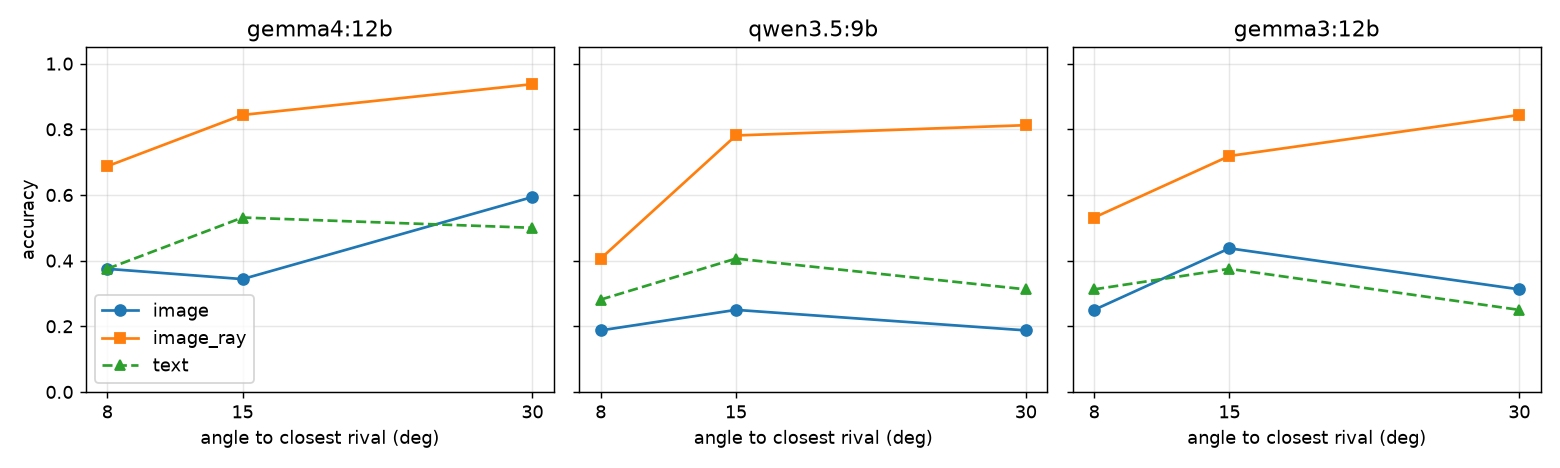 gemma4:12b
qwen3.5:9b
gemma3:12b
accuracy
1.0
0.8
0.6
0.4
0.2
0.0
image
image_ray
text
8 15 30
8 15 30
8 15 30
angle to closest rival (deg)
angle to closest rival (deg)
angle to closest rival (deg)